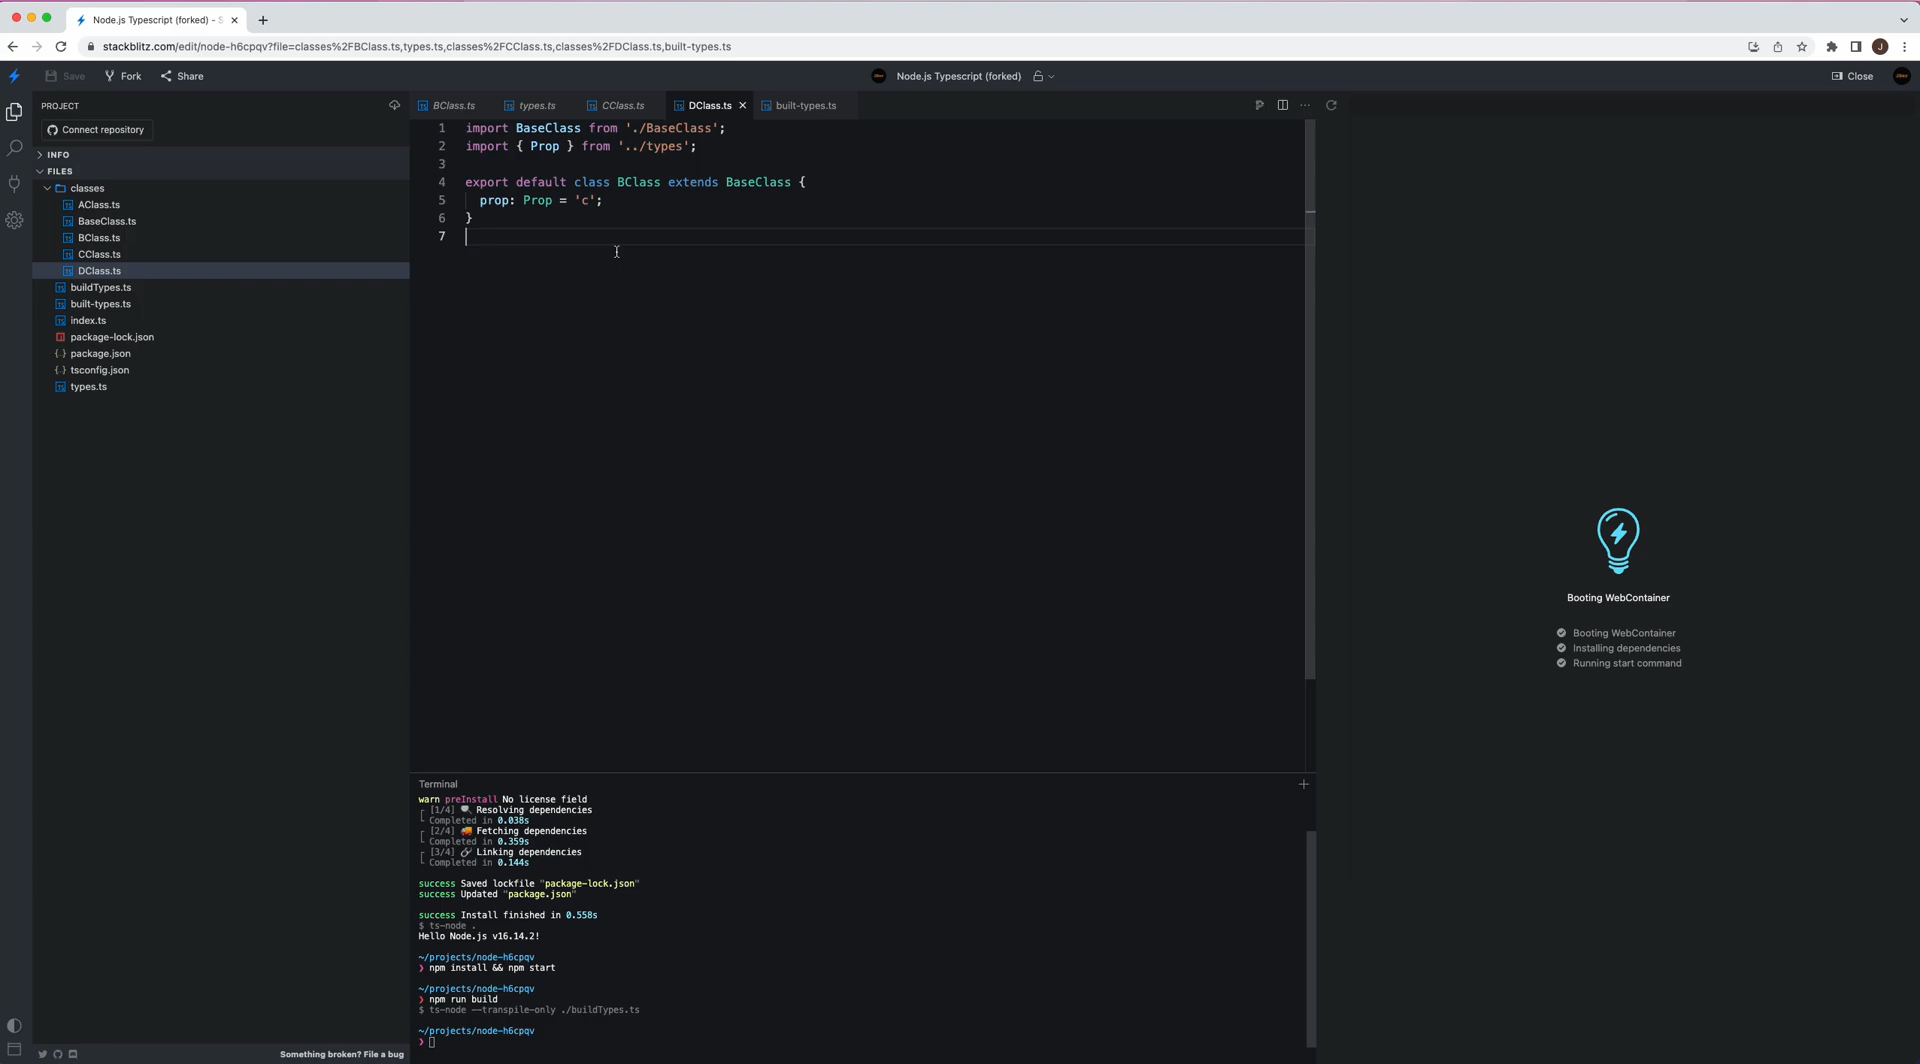 Node.js Typescript (forked) - S
stackblitz.com/edit/node-h6cpqv?file=classes%2FBClass.ts,types.ts,classes%2FCClass.ts,classes%2FDClass.ts,built-types.ts
J
Save
Fork
Share
Node.js Typescript (forked)
Close
PROJECT
Connect repository
INFO
FILES
classes
AClass.ts
BaseClass.ts
BClass.ts
CClass.ts
DClass.ts
buildTypes.ts
built-types.ts
index.ts
package-lock.json
package.json
tsconfig.json
types.ts
Something broken? File a bug
BClass.ts
types.ts
CClass.ts
DClass.ts
built-types.ts
1 import BaseClass from './BaseClass';
2 import { Prop } from '../types';
3
4 export default class BClass extends BaseClass {
5 prop: Prop = 'c';
6 }
7
Terminal
warn preInstall No license field
[1/4] 🔍 Resolving dependencies
Completed in 0.038s
[2/4] 🚚 Fetching dependencies
Completed in 0.359s
[3/4] 🔗 Linking dependencies
Completed in 0.144s
success Saved lockfile "package-lock.json"
success Updated "package.json"
success Install finished in 0.558s
$ ts-node .
Hello Node.js v16.14.2!
~/projects/node-h6cpqv
❯ npm install && npm start
~/projects/node-h6cpqv
❯ npm run build
$ ts-node --transpile-only ./buildTypes.ts
~/projects/node-h6cpqv
❯
Booting WebContainer
Booting WebContainer
Installing dependencies
Running start command